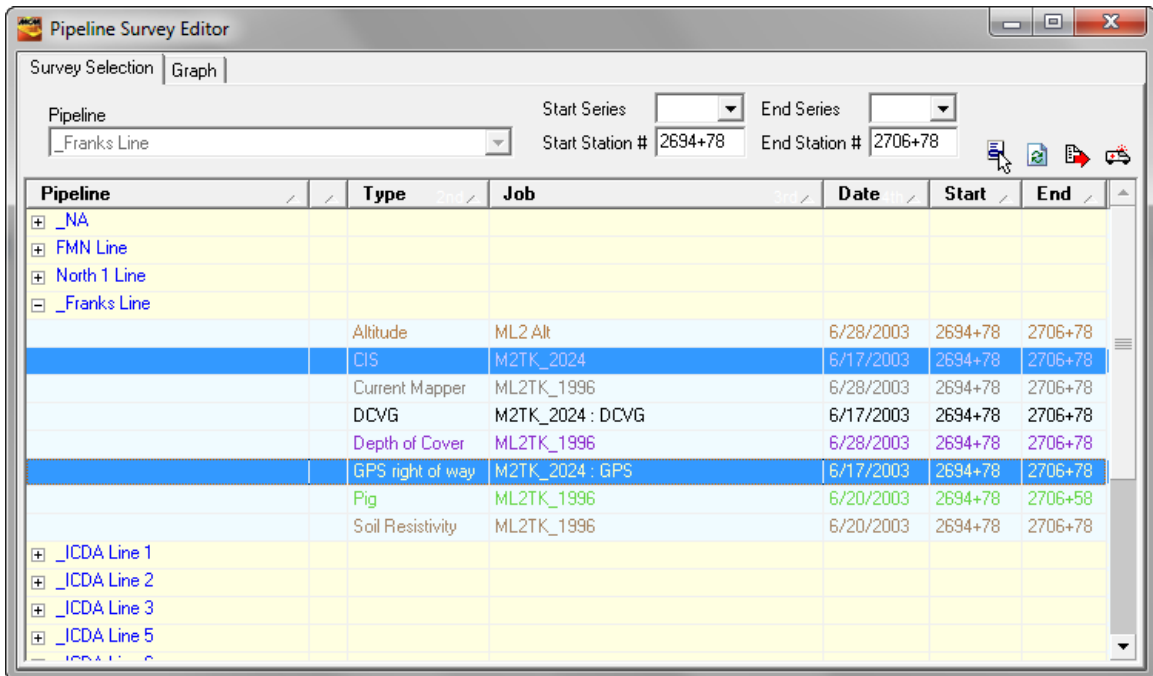 Pipeline Survey Editor
Survey Selection Graph
Pipeline Start Series End Series
_Franks Line Start Station # 2694+78 End Station # 2706+78
Pipeline Type 2nd Job 3rd Date 4th Start End
_NA
FMN Line
North 1 Line
_Franks Line
Altitude ML2 Alt 6/28/2003 2694+78 2706+78
CIS M2TK_2024 6/17/2003 2694+78 2706+78
Current Mapper ML2TK_1996 6/28/2003 2694+78 2706+78
DCVG M2TK_2024 : DCVG 6/17/2003 2694+78 2706+78
Depth of Cover ML2TK_1996 6/28/2003 2694+78 2706+78
GPS right of way M2TK_2024 : GPS 6/17/2003 2694+78 2706+78
Pig ML2TK_1996 6/20/2003 2694+78 2706+58
Soil Resistivity ML2TK_1996 6/20/2003 2694+78 2706+78
_ICDA Line 1
_ICDA Line 2
_ICDA Line 3
_ICDA Line 5